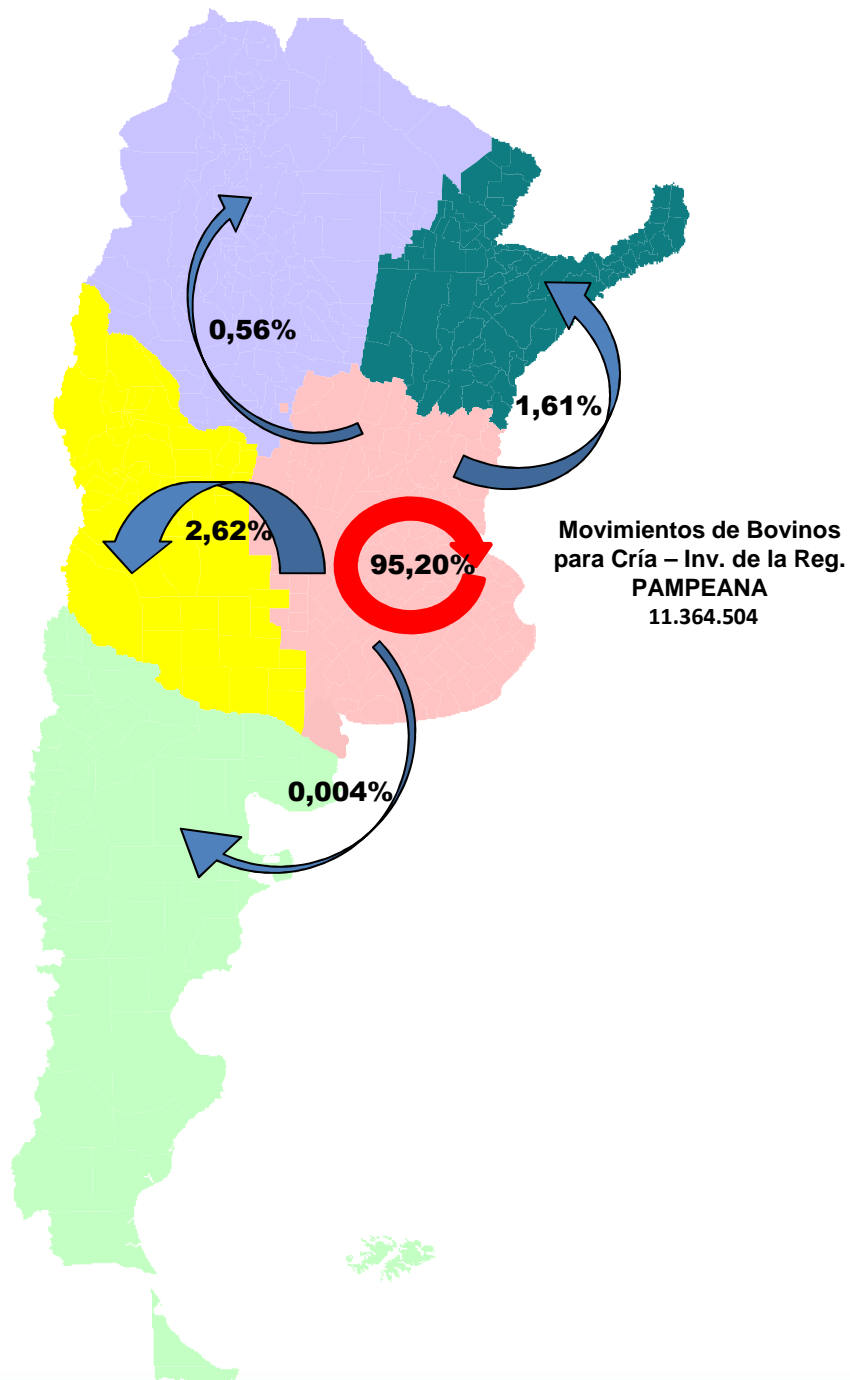 0,56%
1,61%
2,62%
95,20%
Movimientos de Bovinos
para Cría – Inv. de la Reg.
PAMPEANA
11.364.504
0,004%